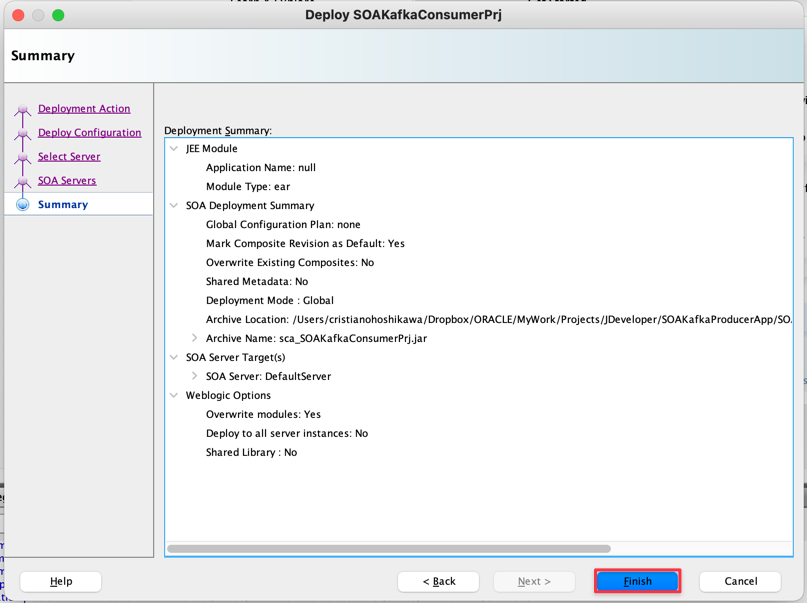 Deploy SOAKafkaConsumerPrj
Summary
Deployment Action
Deploy Configuration
Select Server
SOA Servers
Summary
Deployment Summary:
JEE Module
Application Name: null
Module Type: ear
SOA Deployment Summary
Global Configuration Plan: none
Mark Composite Revision as Default: Yes
Overwrite Existing Composites: No
Shared Metadata: No
Deployment Mode : Global
Archive Location: /Users/cristianohoshikawa/Dropbox/ORACLE/MyWork/Projects/JDeveloper/SOAKafkaProducerApp/SO
Archive Name: sca_SOAKafkaConsumerPrj.jar
SOA Server Target(s)
SOA Server: DefaultServer
Weblogic Options
Overwrite modules: Yes
Deploy to all server instances: No
Shared Library : No
Help
< Back
Next >
Finish
Cancel